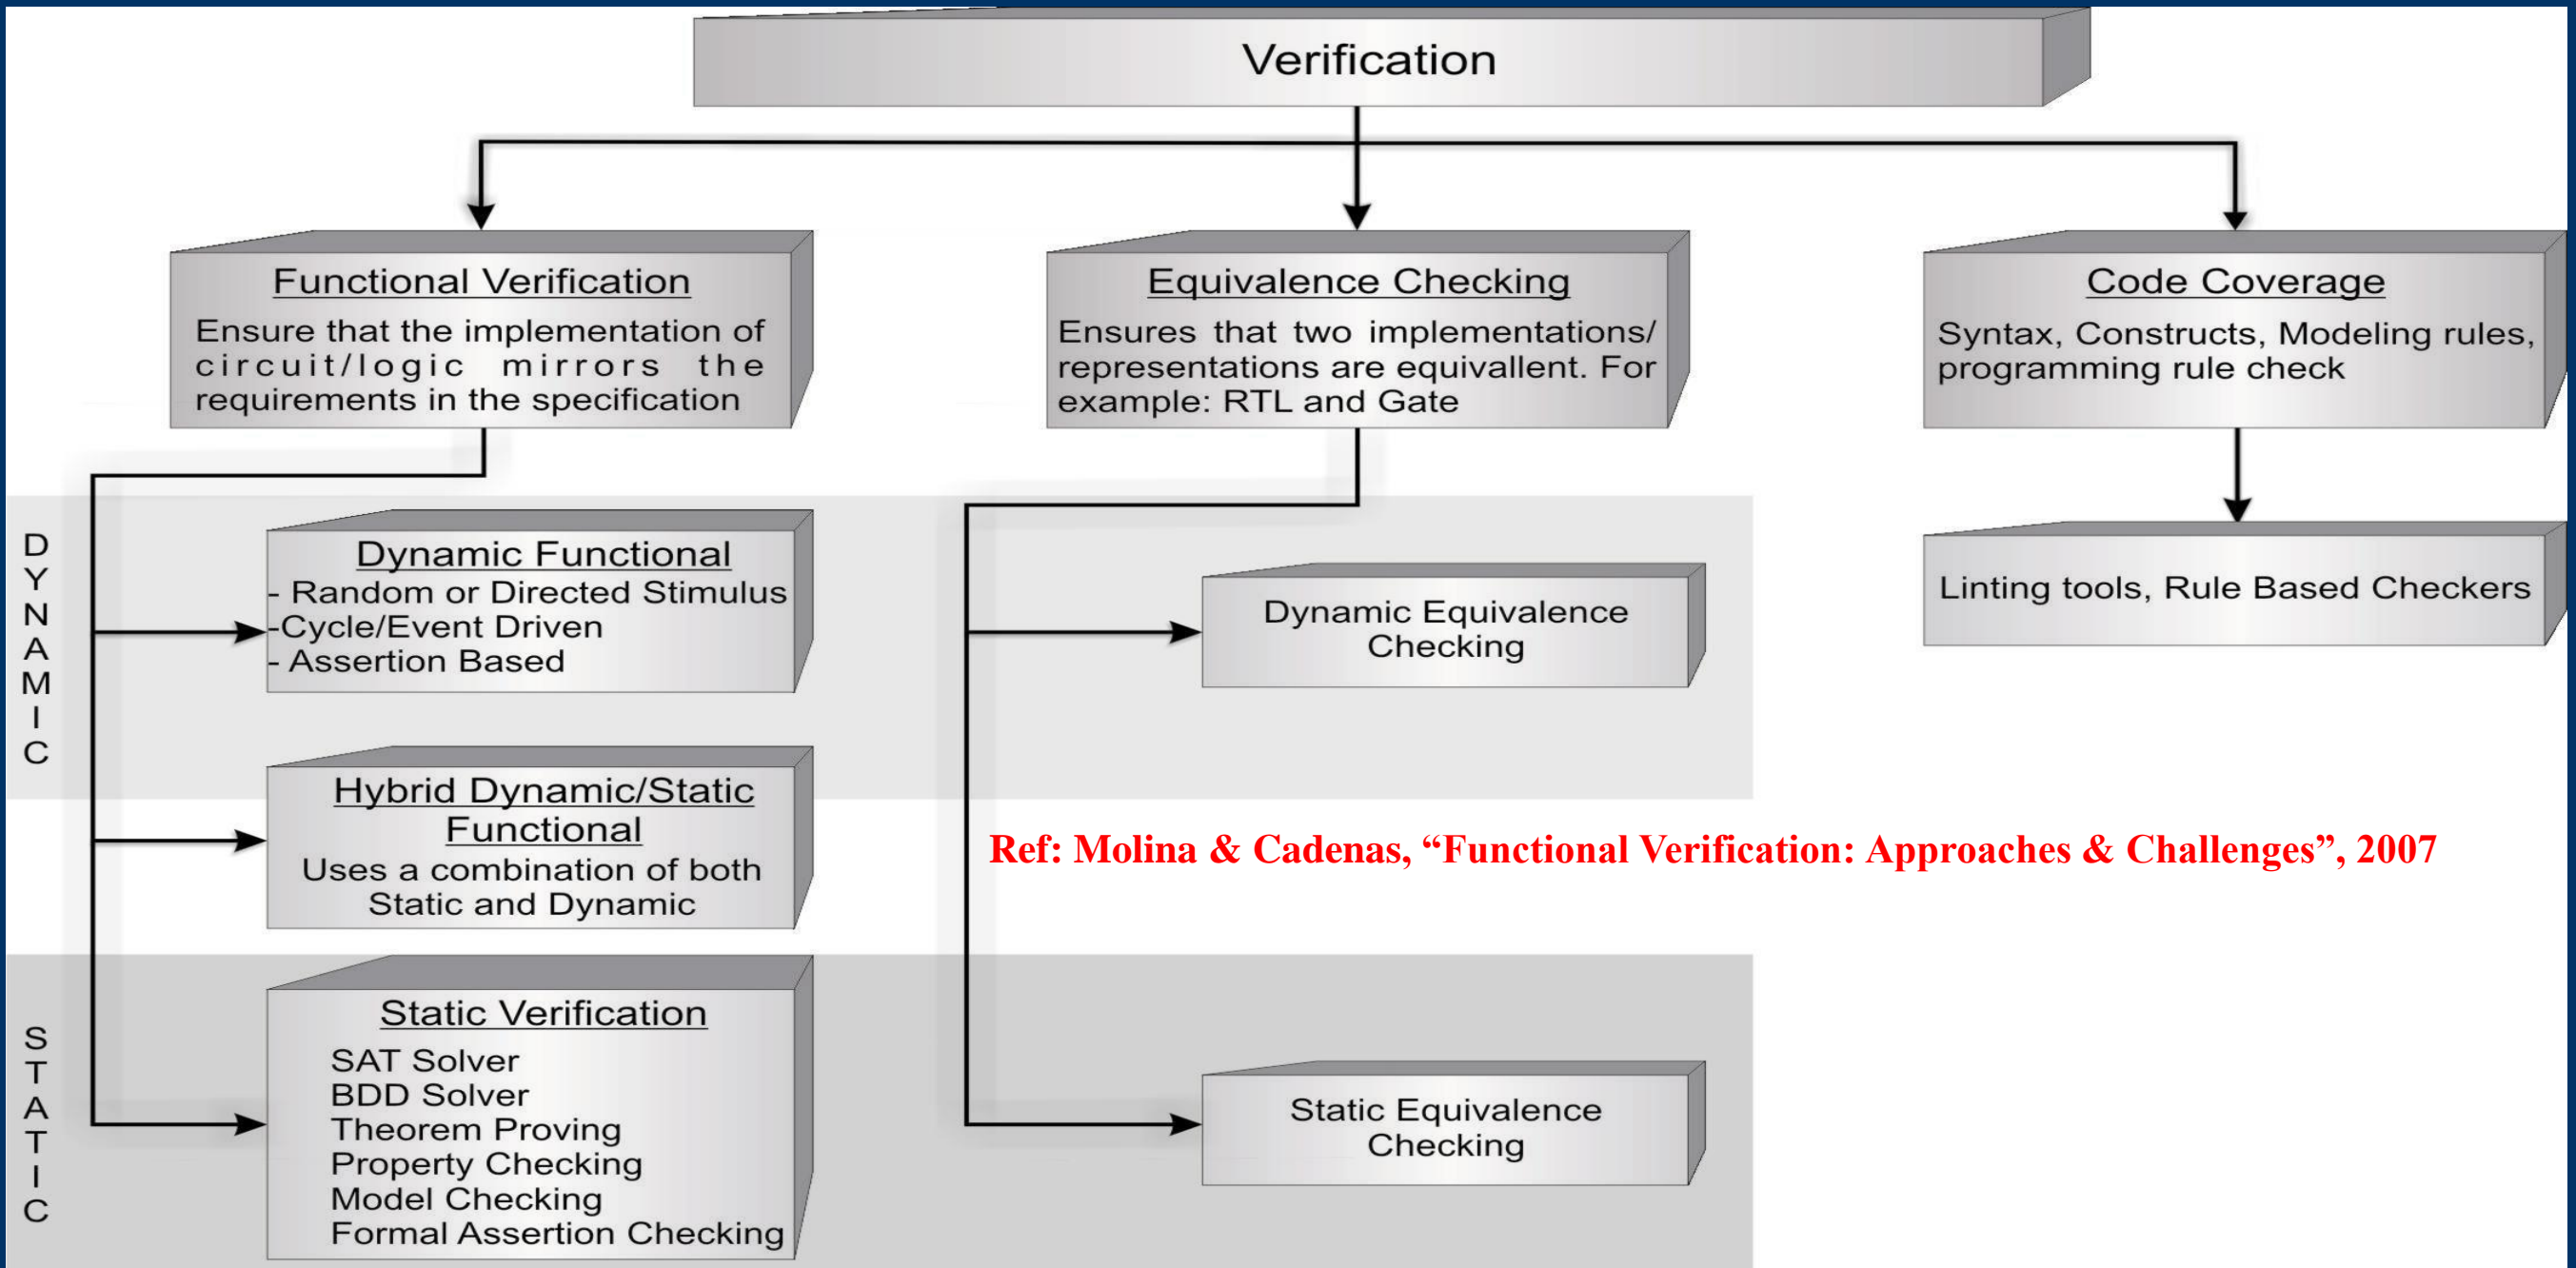 Verification
Functional Verification
Ensure that the implementation of
circuit/logic mirrors the
requirements in the specification
Equivalence Checking
Ensures that two implementations/
representations are equivallent. For
example: RTL and Gate
Code Coverage
Syntax, Constructs, Modeling rules,
programming rule check
DYNAMIC
Dynamic Functional
- Random or Directed Stimulus
-Cycle/Event Driven
- Assertion Based
Dynamic Equivalence
Checking
Linting tools, Rule Based Checkers
Hybrid Dynamic/Static
Functional
Uses a combination of both
Static and Dynamic
Ref: Molina & Cadenas, “Functional Verification: Approaches & Challenges”, 2007
STATIC
Static Verification
SAT Solver
BDD Solver
Theorem Proving
Property Checking
Model Checking
Formal Assertion Checking
Static Equivalence
Checking